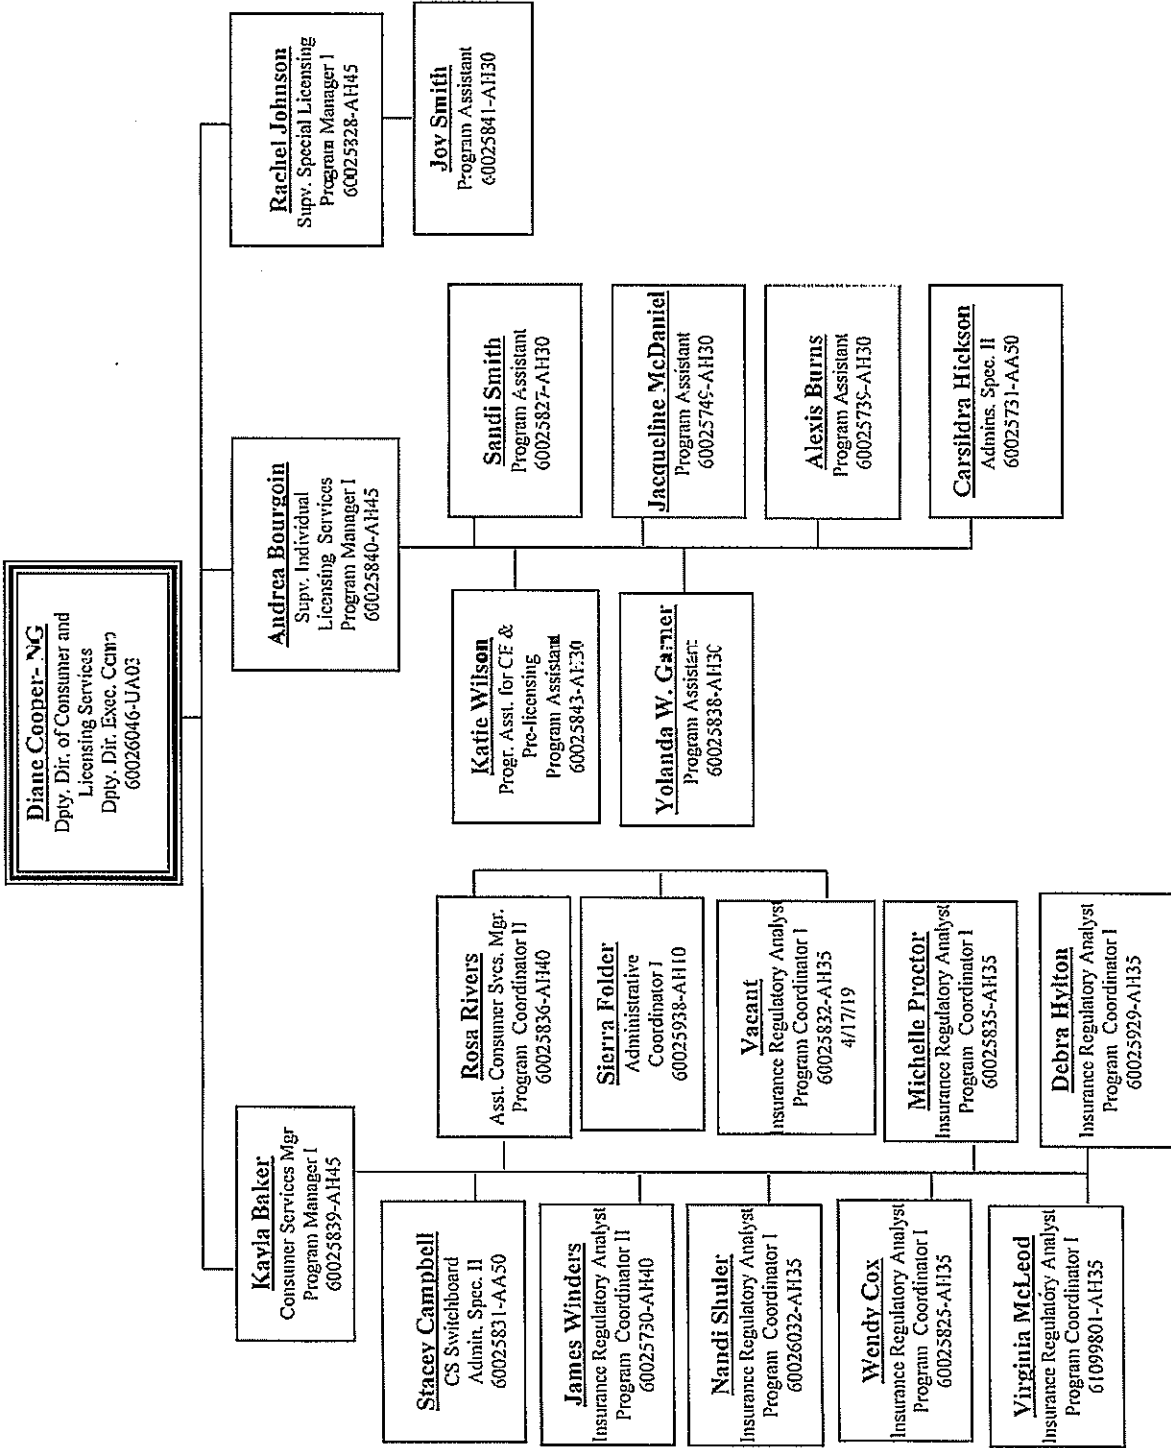 Diane Cooper- NG
Dpty. Dir. of Consumer and
Licensing Services
Dpty. Dir. Exec. Comp
60026046-UA03
Kayla Baker
Consumer Services Mgr
Program Manager I
60025839-AH45
Stacey Campbell
CS Switchboard
Admin. Spec. II
60025831-AA50
James Winders
Insurance Regulatory Analyst
Program Coordinator II
60025730-AH40
Nandi Shuler
Insurance Regulatory Analyst
Program Coordinator I
60026032-AH35
Wendy Cox
Insurance Regulatory Analyst
Program Coordinator I
60025825-AH35
Virginia McLeod
Insurance Regulatory Analyst
Program Coordinator I
61099801-AH35
Rosa Rivers
Asst. Consumer Svcs. Mgr.
Program Coordinator II
60025836-AH40
Sierra Folder
Administrative
Coordinator I
60025938-AH10
Vacant
Insurance Regulatory Analyst
Program Coordinator I
60025832-AH35
4/17/19
Michelle Proctor
Insurance Regulatory Analyst
Program Coordinator I
60025835-AH35
Debra Hylton
Insurance Regulatory Analyst
Program Coordinator I
60025929-AH35
Andrea Bourgoin
Supv. Individual
Licensing Services
Program Manager I
60025840-AH45
Katie Wilson
Progr. Asst. for CE &
Pre-licensing
Program Assistant
60025843-AH30
Yolanda W. Garner
Program Assistant
60025838-AH30
Sandi Smith
Program Assistant
60025827-AH30
Jacqueline McDaniel
Program Assistant
60025749-AH30
Alexis Burns
Program Assistant
60025739-AH30
Carsildra Hickson
Admins. Spec. II
60025731-AA50
Rachel Johnson
Supv. Special Licensing
Program Manager I
60025828-AH45
Joy Smith
Program Assistant
60025841-AH30